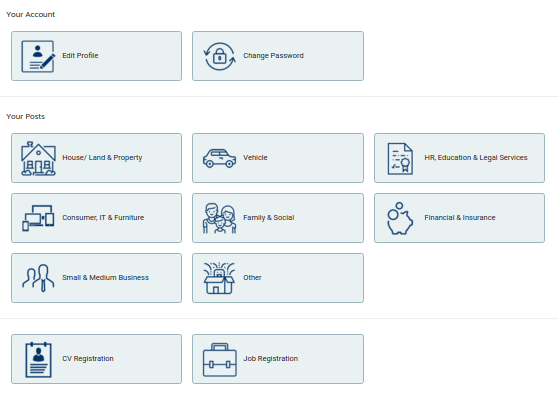 Your Account
Edit Profile
Change Password
Your Posts
House/ Land & Property
Vehicle
HR, Education & Legal Services
Consumer, IT & Furniture
Family & Social
Financial & Insurance
Small & Medium Business
Other
CV Registration
Job Registration